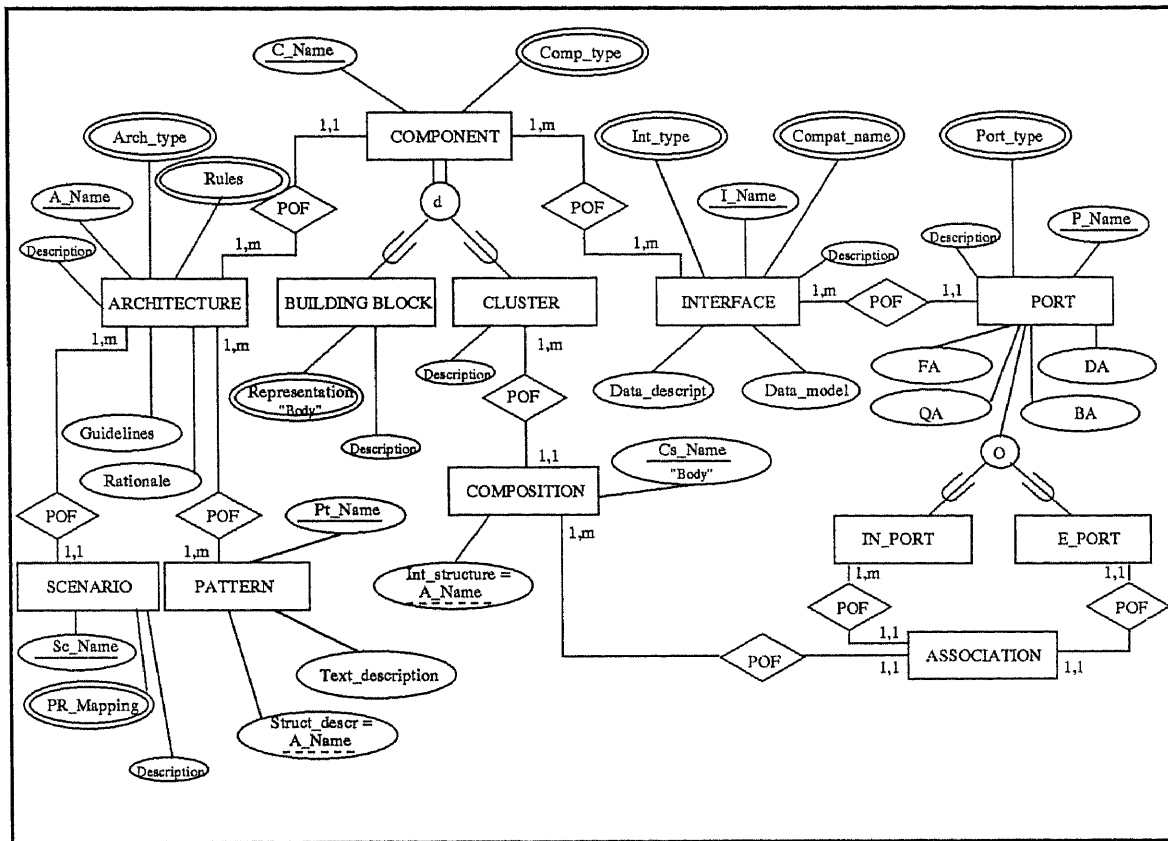 C_Name
Comp_type
Arch_type
1,1
COMPONENT
1,m
Int_type
Compat_name
Port_type
Rules
A_Name
POF
d
POF
I_Name
P_Name
Description
1,m
1,m
Description
Description
ARCHITECTURE
BUILDING BLOCK
CLUSTER
INTERFACE
1,m
POF
1,1
PORT
1,m
1,m
1,m
Representation
"Body"
Description
POF
Data_descript
Data_model
FA
DA
QA
BA
Guidelines
Description
Rationale
1,1
Cs_Name
"Body"
O
COMPOSITION
POF
POF
Pt_Name
1,m
IN_PORT
E_PORT
1,1
1,m
SCENARIO
PATTERN
Int_structure =
A_Name
1,m
1,1
POF
POF
Sc_Name
1,1
POF
ASSOCIATION
1,1
1,1
Text_description
PR_Mapping
Struct_descr =
A_Name
Description